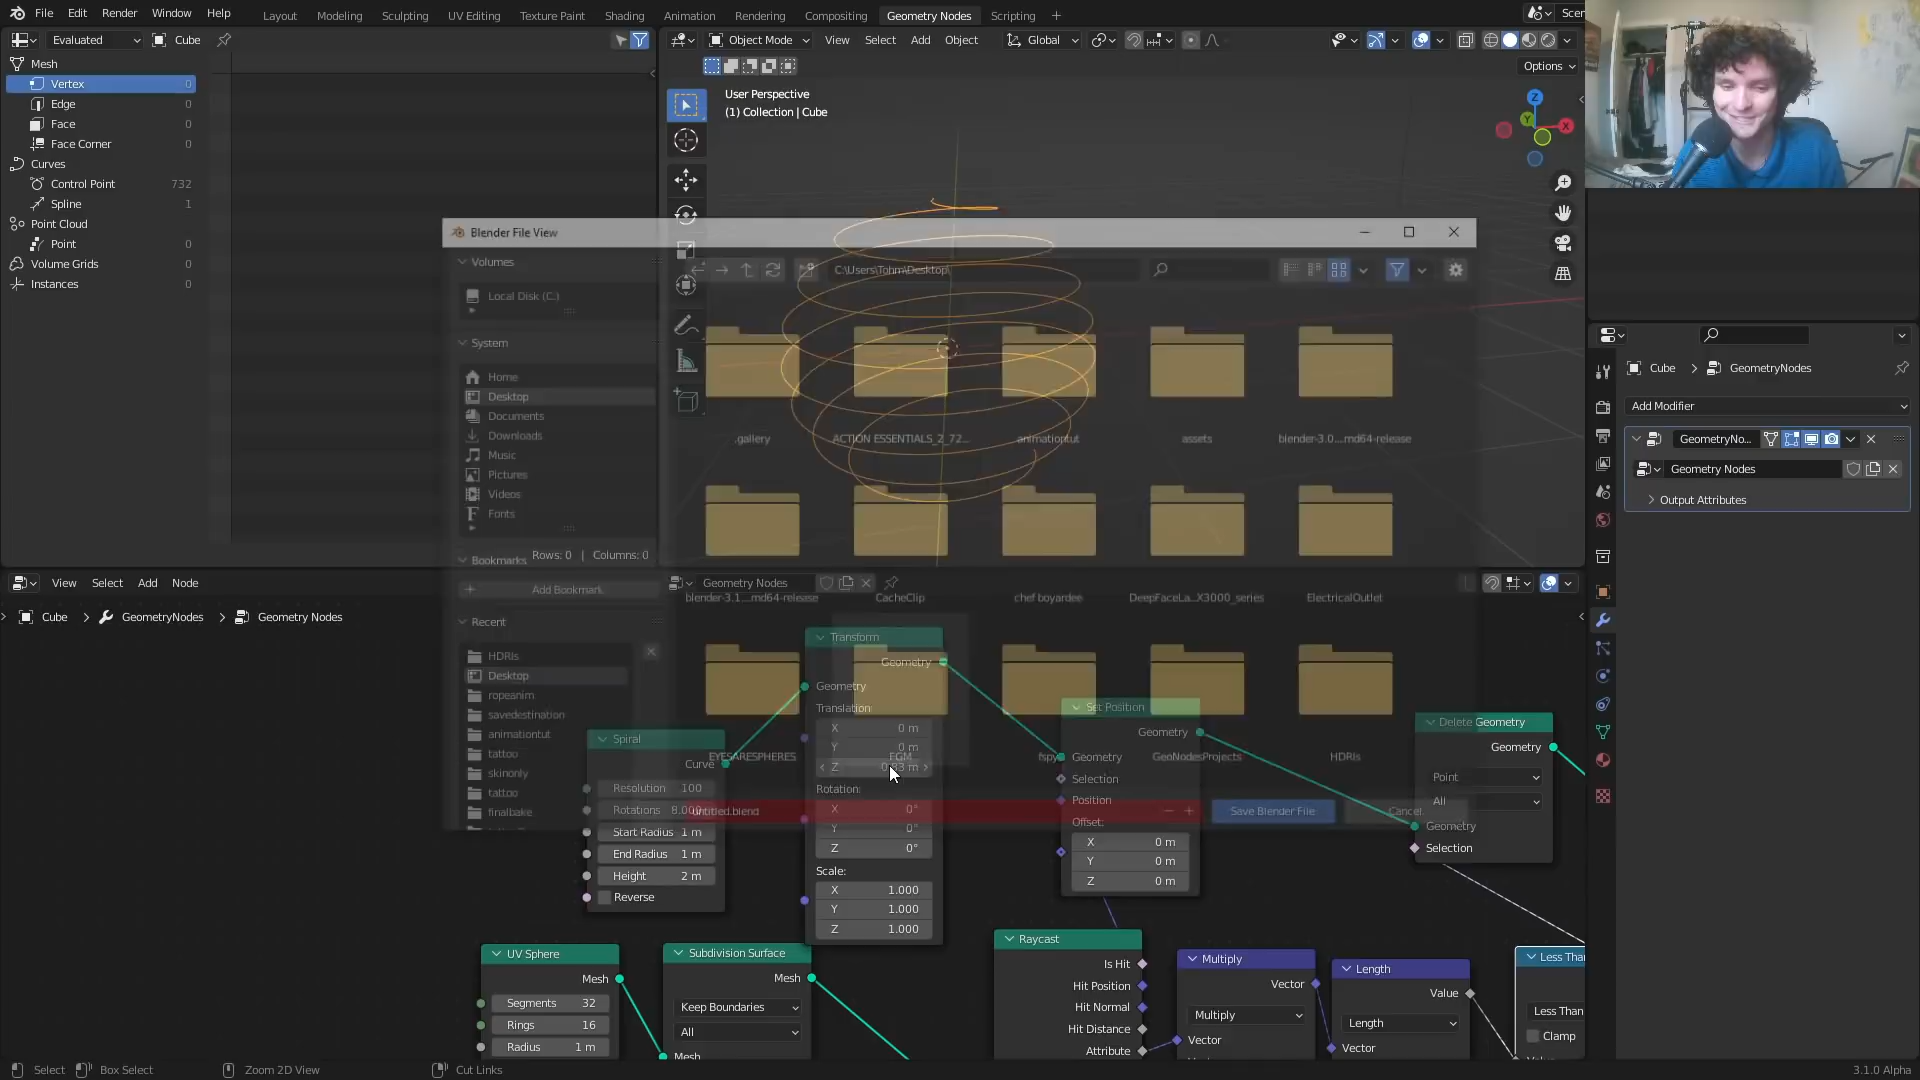 File Edit Render Window Help Layout Modeling Sculpting UV Editing Texture Paint Shading Animation Rendering Compositing Geometry Nodes Scripting + Scen
Evaluated Cube
Object Mode View Select Add Object Global
Options
Mesh
Vertex 0
Edge 0
Face 0
Face Corner 0
Curves
Control Point 732
Spline 1
Point Cloud
Point 0
Volume Grids 0
Instances 0
Rows: 0 | Columns: 0
User Perspective
(1) Collection | Cube
Z
Y
X
Blender File View
Volumes
Local Disk (C:)
System
Home
Desktop
Documents
Downloads
Music
Pictures
Videos
Fonts
Bookmarks
Add Bookmark
Recent
HDRIs
Desktop
ropeanim
savedestination
animationtut
tattoo
skinonly
tattoo
finalbake
C:\Users\Tohm\Desktop\
.gallery ACTION ESSENTIALS_2_72... animationtut assets blender-3.0....md64-release
blender-3.1....md64-release CacheClip chef boyardee DeepFaceLa...X3000_series ElectricalOutlet
EYESARESPHERES FGM fspy GeoNodesProjects HDRIs
untitled.blend
Save Blender File
Cancel
Cube GeometryNodes
Add Modifier
GeometryNo...
Geometry Nodes
Output Attributes
View Select Add Node
Geometry Nodes
Cube GeometryNodes Geometry Nodes
Spiral
Curve
Resolution 100
Rotations 8.000
Start Radius 1 m
End Radius 1 m
Height 2 m
Reverse
Transform
Geometry
Geometry
Translation:
X 0 m
Y 0 m
Z
Rotation:
X 0°
Y 0°
Z 0°
Scale:
X 1.000
Y 1.000
Z 1.000
Set Position
Geometry
Geometry
Selection
Position
Offset:
X 0 m
Y 0 m
Z 0 m
Delete Geometry
Geometry
Point
All
Geometry
Selection
UV Sphere
Mesh
Segments 32
Rings 16
Radius 1 m
Subdivision Surface
Mesh
Keep Boundaries
All
Mesh
Raycast
Is Hit
Hit Position
Hit Normal
Hit Distance
Attribute
Multiply
Vector
Multiply
Vector
Length
Value
Length
Vector
Less Than
Less Than
Clamp
Select Box Select Zoom 2D View Cut Links 3.1.0 Alpha